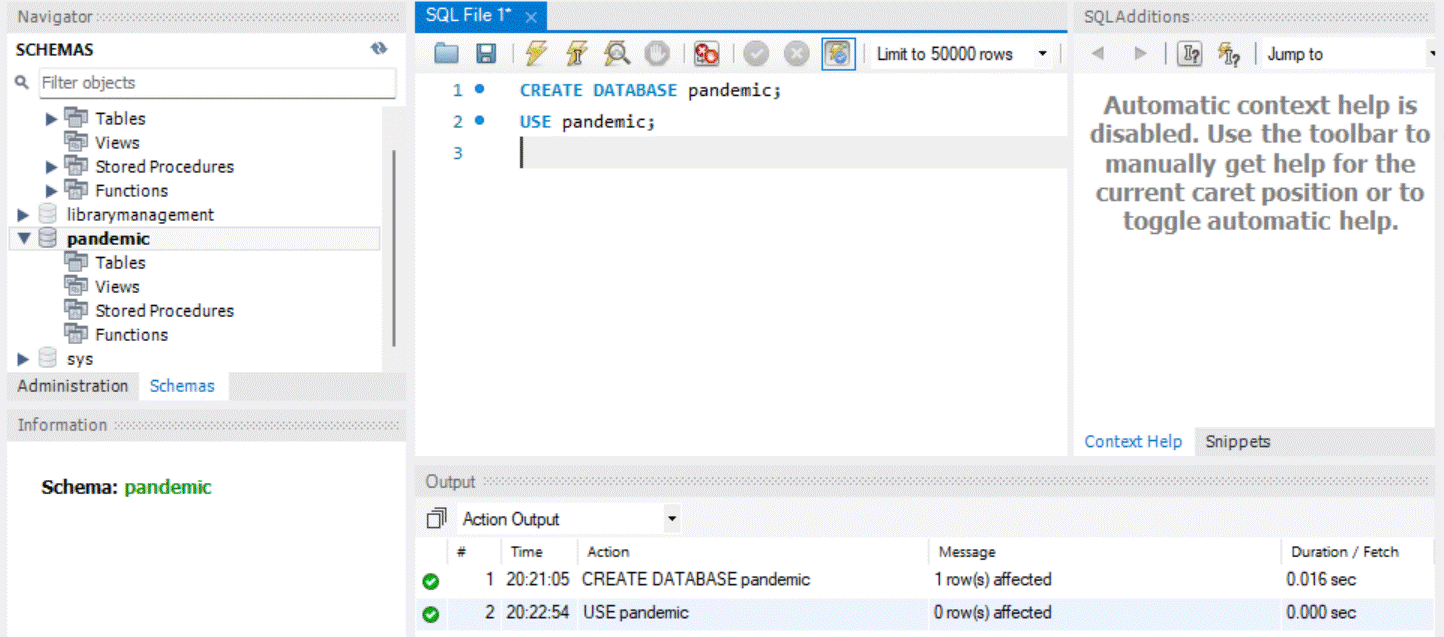 Navigator
SCHEMAS
Filter objects
Tables
Views
Stored Procedures
Functions
librarymanagement
pandemic
Tables
Views
Stored Procedures
Functions
sys
Administration Schemas
Information
Schema: pandemic
SQL File 1*
Limit to 50000 rows
1 CREATE DATABASE pandemic;
2 USE pandemic;
3
SQLAdditions
Jump to
Automatic context help is
disabled. Use the toolbar to
manually get help for the
current caret position or to
toggle automatic help.
Context Help Snippets
Output
Action Output
# Time Action Message Duration / Fetch
1 20:21:05 CREATE DATABASE pandemic 1 row(s) affected 0.016 sec
2 20:22:54 USE pandemic 0 row(s) affected 0.000 sec